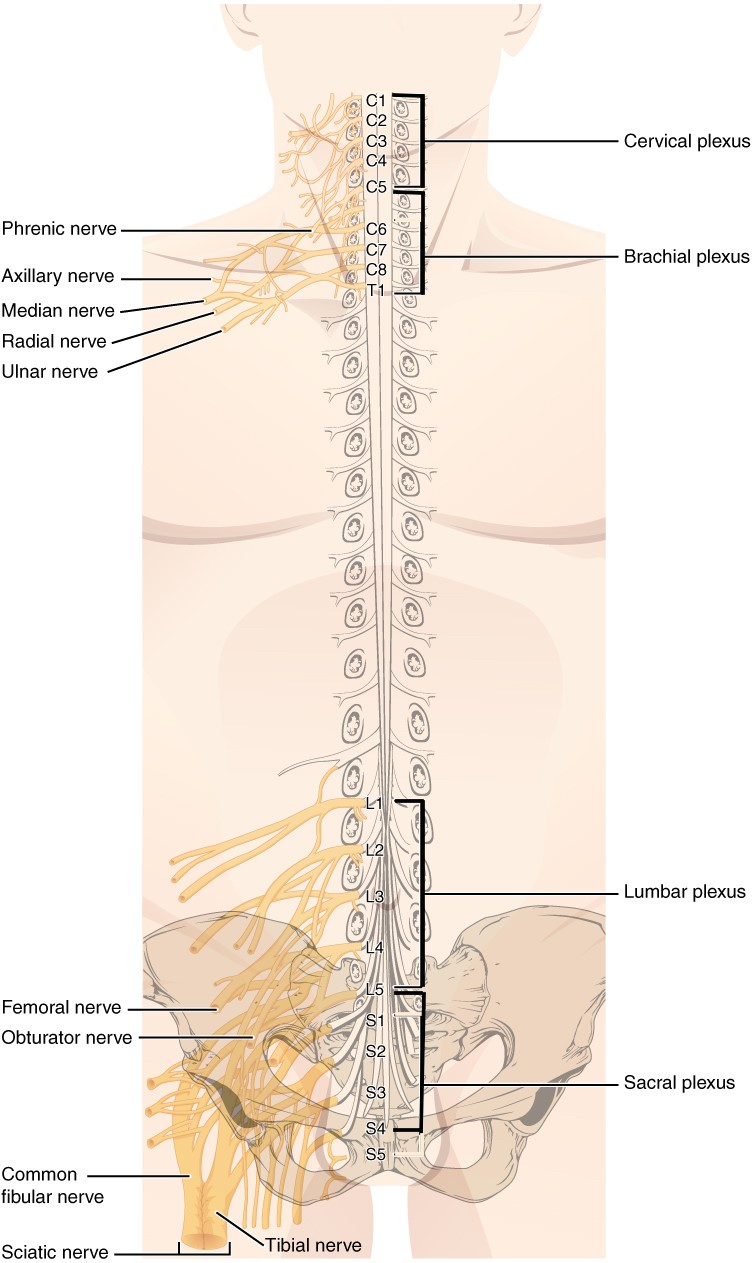 C1
C2
C3
C4
C5
C6
C7
C8
T1
Cervical plexus
Brachial plexus
Phrenic nerve
Axillary nerve
Median nerve
Radial nerve
Ulnar nerve
L1
L2
L3
L4
L5
S1
S2
S3
S4
S5
Lumbar plexus
Sacral plexus
Femoral nerve
Obturator nerve
Common
fibular nerve
Tibial nerve
Sciatic nerve